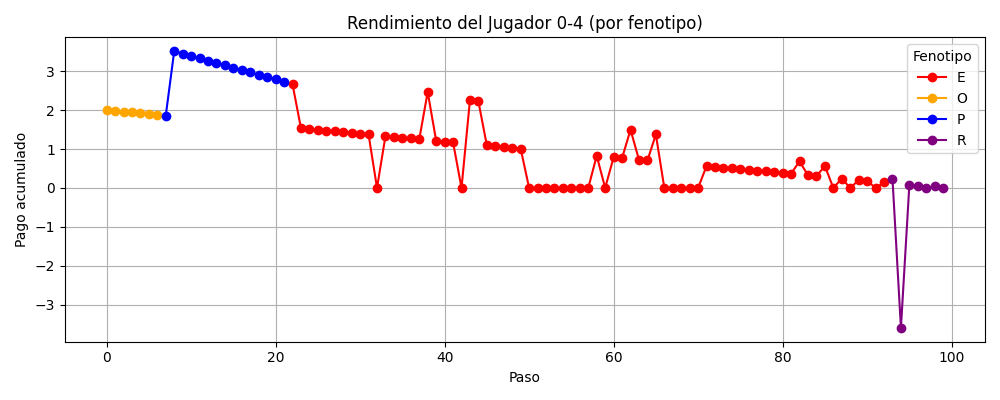 Rendimiento del Jugador 0-4 (por fenotipo)
Pago acumulado
3
2
1
0
−1
−2
−3
Fenotipo
E
O
P
R
0
20
40
60
80
100
Paso